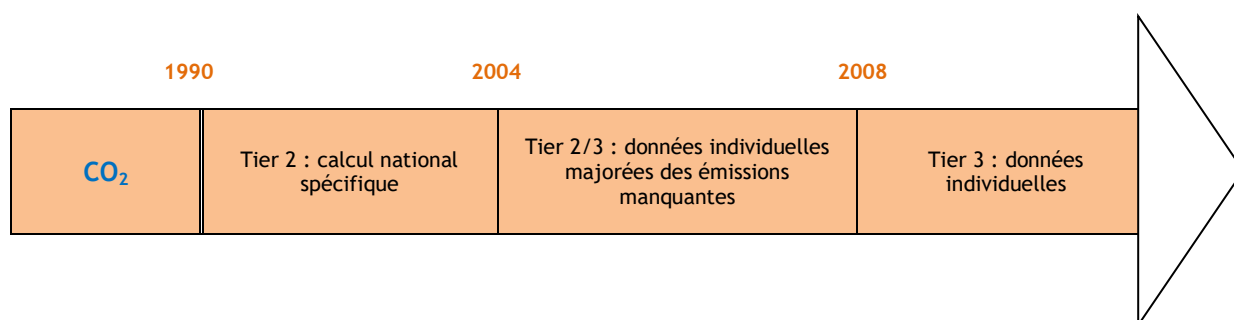 1990
2004
2008
CO₂
Tier 2 : calcul national
spécifique
Tier 2/3 : données individuelles
majorées des émissions
manquantes
Tier 3 : données
individuelles